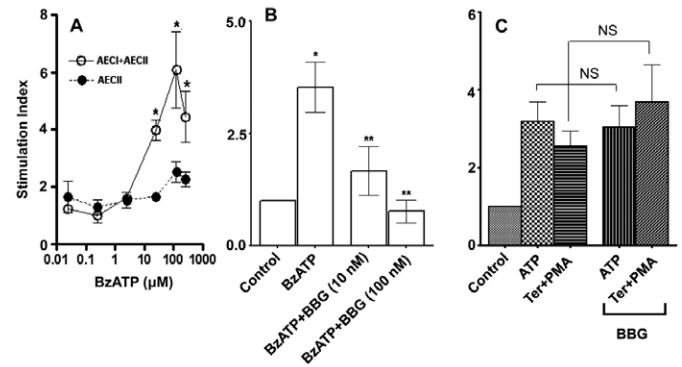 A
8
6
4
2
0
Stimulation Index
AECI+AECII
AECII
*
*
*
0.01 0.1 1 10 100 1000
BzATP (µM)
B
5.0
2.5
0.0
*
**
**
Control
BzATP
BzATP+BBG (10 nM)
BzATP+BBG (100 nM)
C
6
4
2
0
NS
NS
Control
ATP
Ter+PMA
ATP
Ter+PMA
BBG